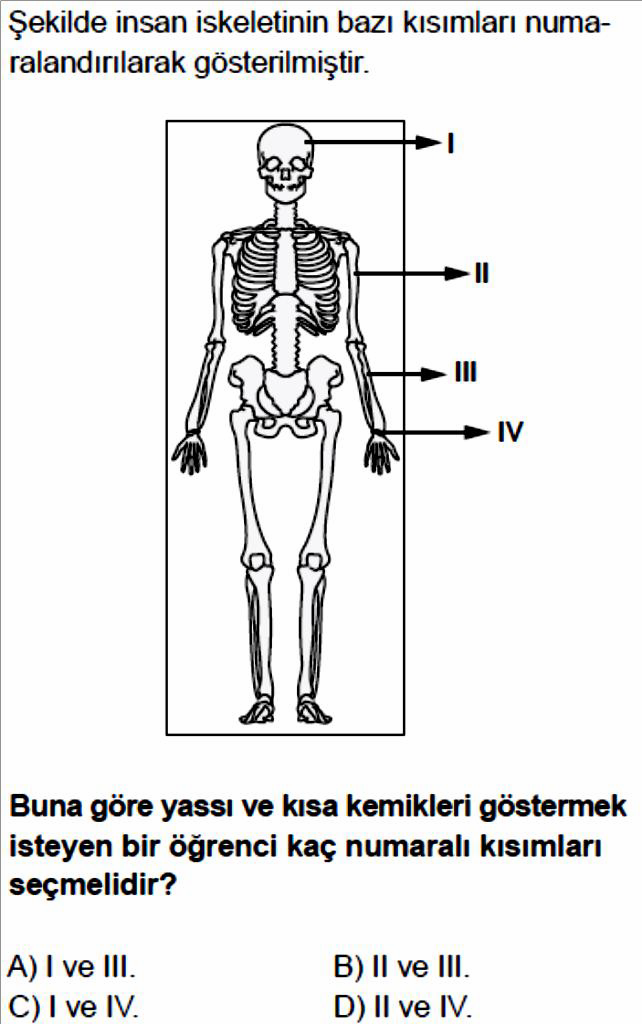 Şekilde insan iskeletinin bazı kısımları numa-
ralandırılarak gösterilmiştir.
I
II
III
IV
Buna göre yassı ve kısa kemikleri göstermek
isteyen bir öğrenci kaç numaralı kısımları
seçmelidir?
A) I ve III. B) II ve III.
C) I ve IV. D) II ve IV.